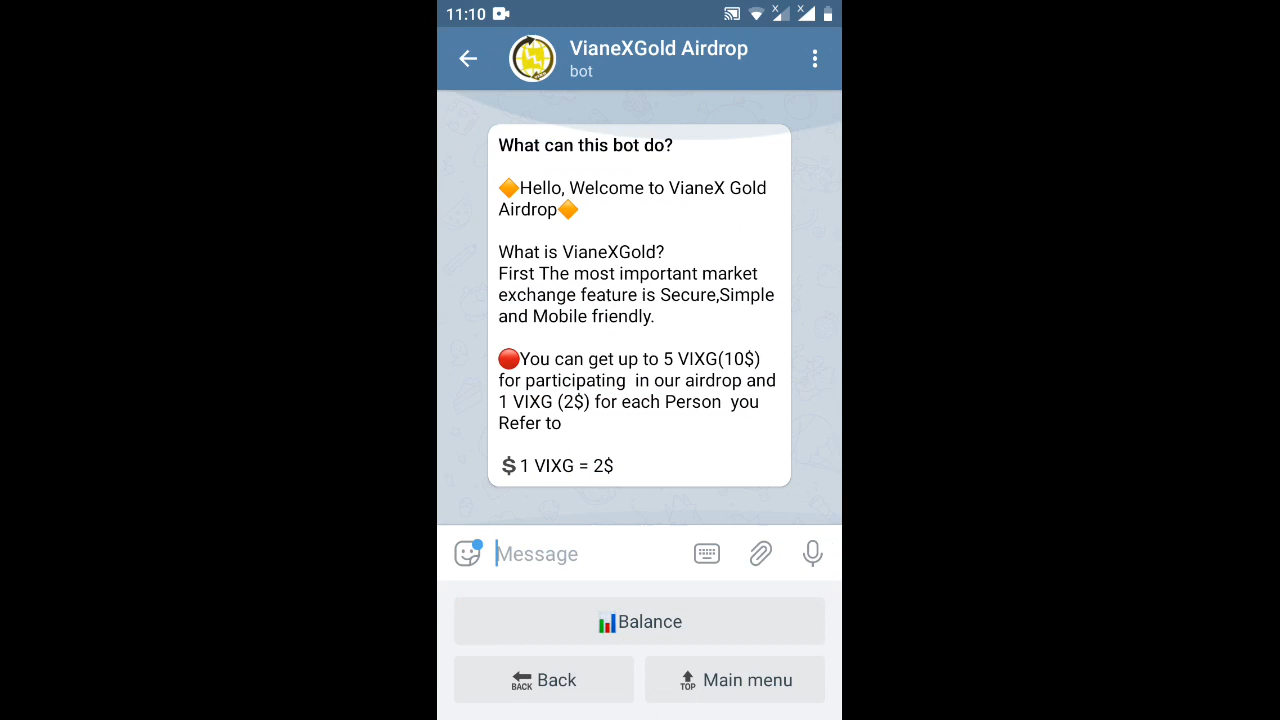 11:10
VianeXGold Airdrop
bot
What can this bot do?
🔶Hello, Welcome to VianeX Gold
Airdrop🔶
What is VianeXGold?
First The most important market
exchange feature is Secure,Simple
and Mobile friendly.
🔴You can get up to 5 VIXG(10$)
for participating  in our airdrop and
1 VIXG (2$) for each Person  you
Refer to
💲1 VIXG = 2$
Message
📊Balance
🔙 Back
🔝 Main menu